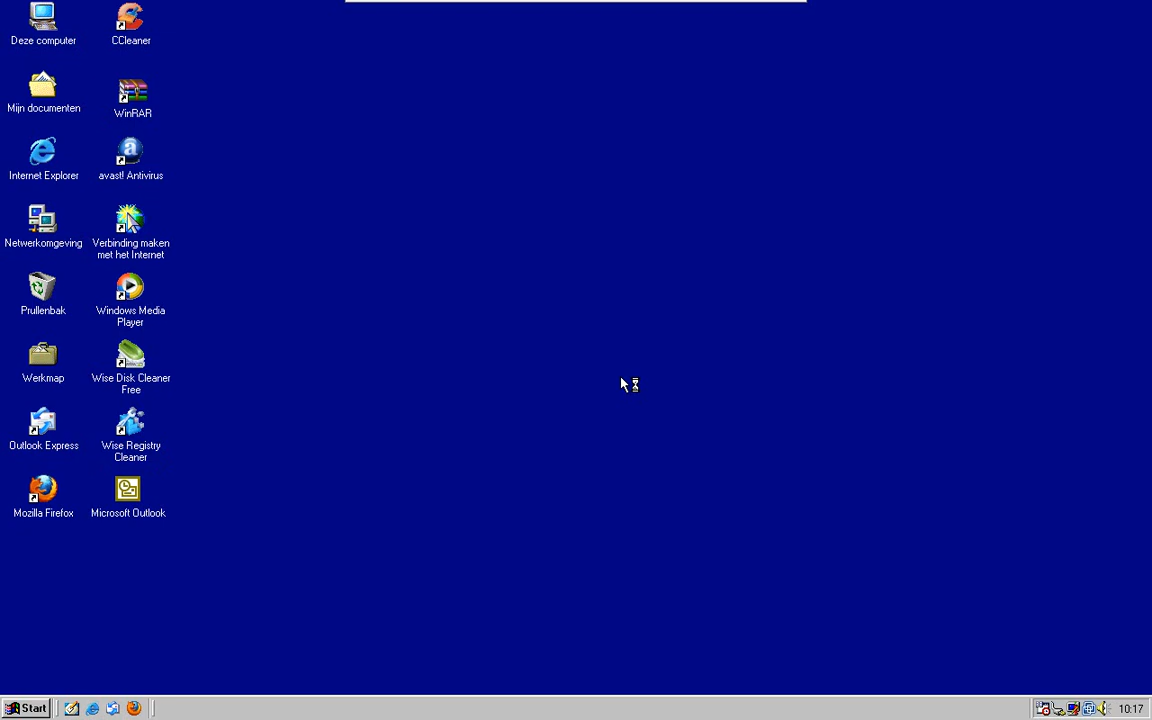 Deze computer
CCleaner
Mijn documenten
WinRAR
Internet Explorer
avast! Antivirus
Netwerkomgeving
Verbinding maken
met het Internet
Prullenbak
Windows Media
Player
Werkmap
Wise Disk Cleaner
Free
Outlook Express
Wise Registry
Cleaner
Mozilla Firefox
Microsoft Outlook
Start
10:17